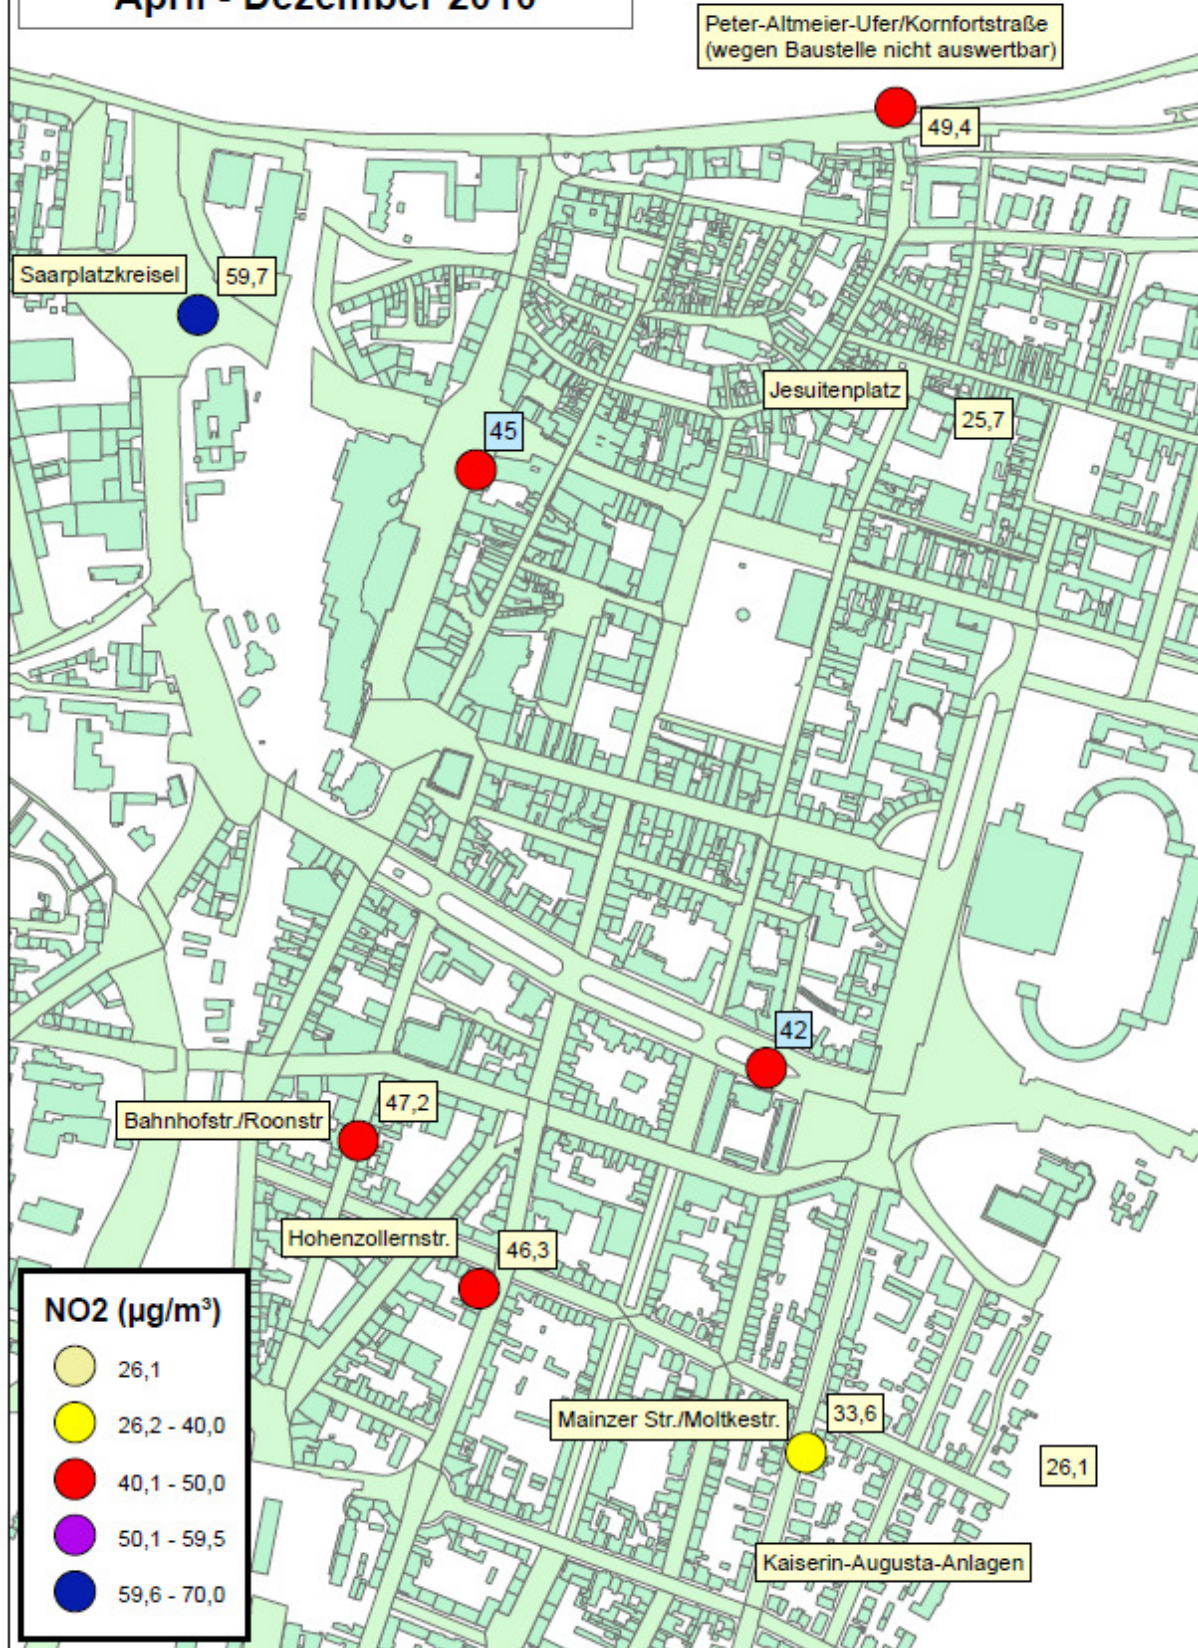 Peter-Altmeier-Ufer/Kornfortstraße
(wegen Baustelle nicht auswertbar)
49,4
Saarplatzkreisel
59,7
Jesuitenplatz
25,7
45
42
47,2
Bahnhofstr./Roonstr
Hohenzollernstr.
46,3
Mainzer Str./Moltkestr.
33,6
26,1
Kaiserin-Augusta-Anlagen
NO2 (µg/m³)
26,1
26,2 - 40,0
40,1 - 50,0
50,1 - 59,5
59,6 - 70,0